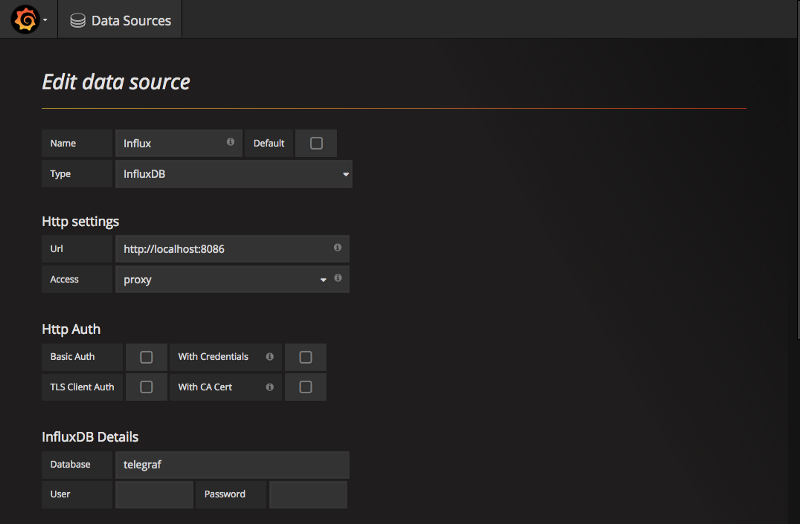 Data Sources
Edit data source
Name Influx Default
Type InfluxDB
Http settings
Url http://localhost:8086
Access proxy
Http Auth
Basic Auth With Credentials
TLS Client Auth With CA Cert
InfluxDB Details
Database telegraf
User Password